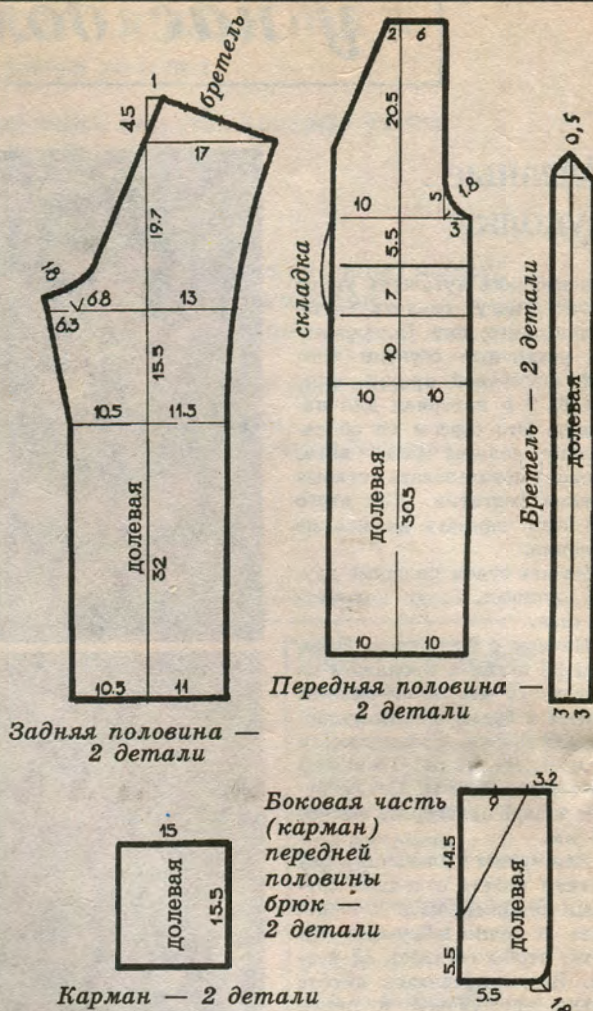 1
бретель
4.5
17
19.7
1.8
6.8
6.3
13
15.5
10.5
11.5
долевая
32
10.5
11
Задняя половина —
2 детали
2
6
20.5
5
1.8
10
3
5.5
складка
7
10
10
10
долевая
30.5
10
10
Передняя половина —
2 детали
0,5
Бретель — 2 детали
долевая
3
3
15
долевая
15.5
Карман — 2 детали
Боковая часть
(карман)
передней
половины
брюк —
2 детали
3.2
9
14.5
долевая
5.5
5.5